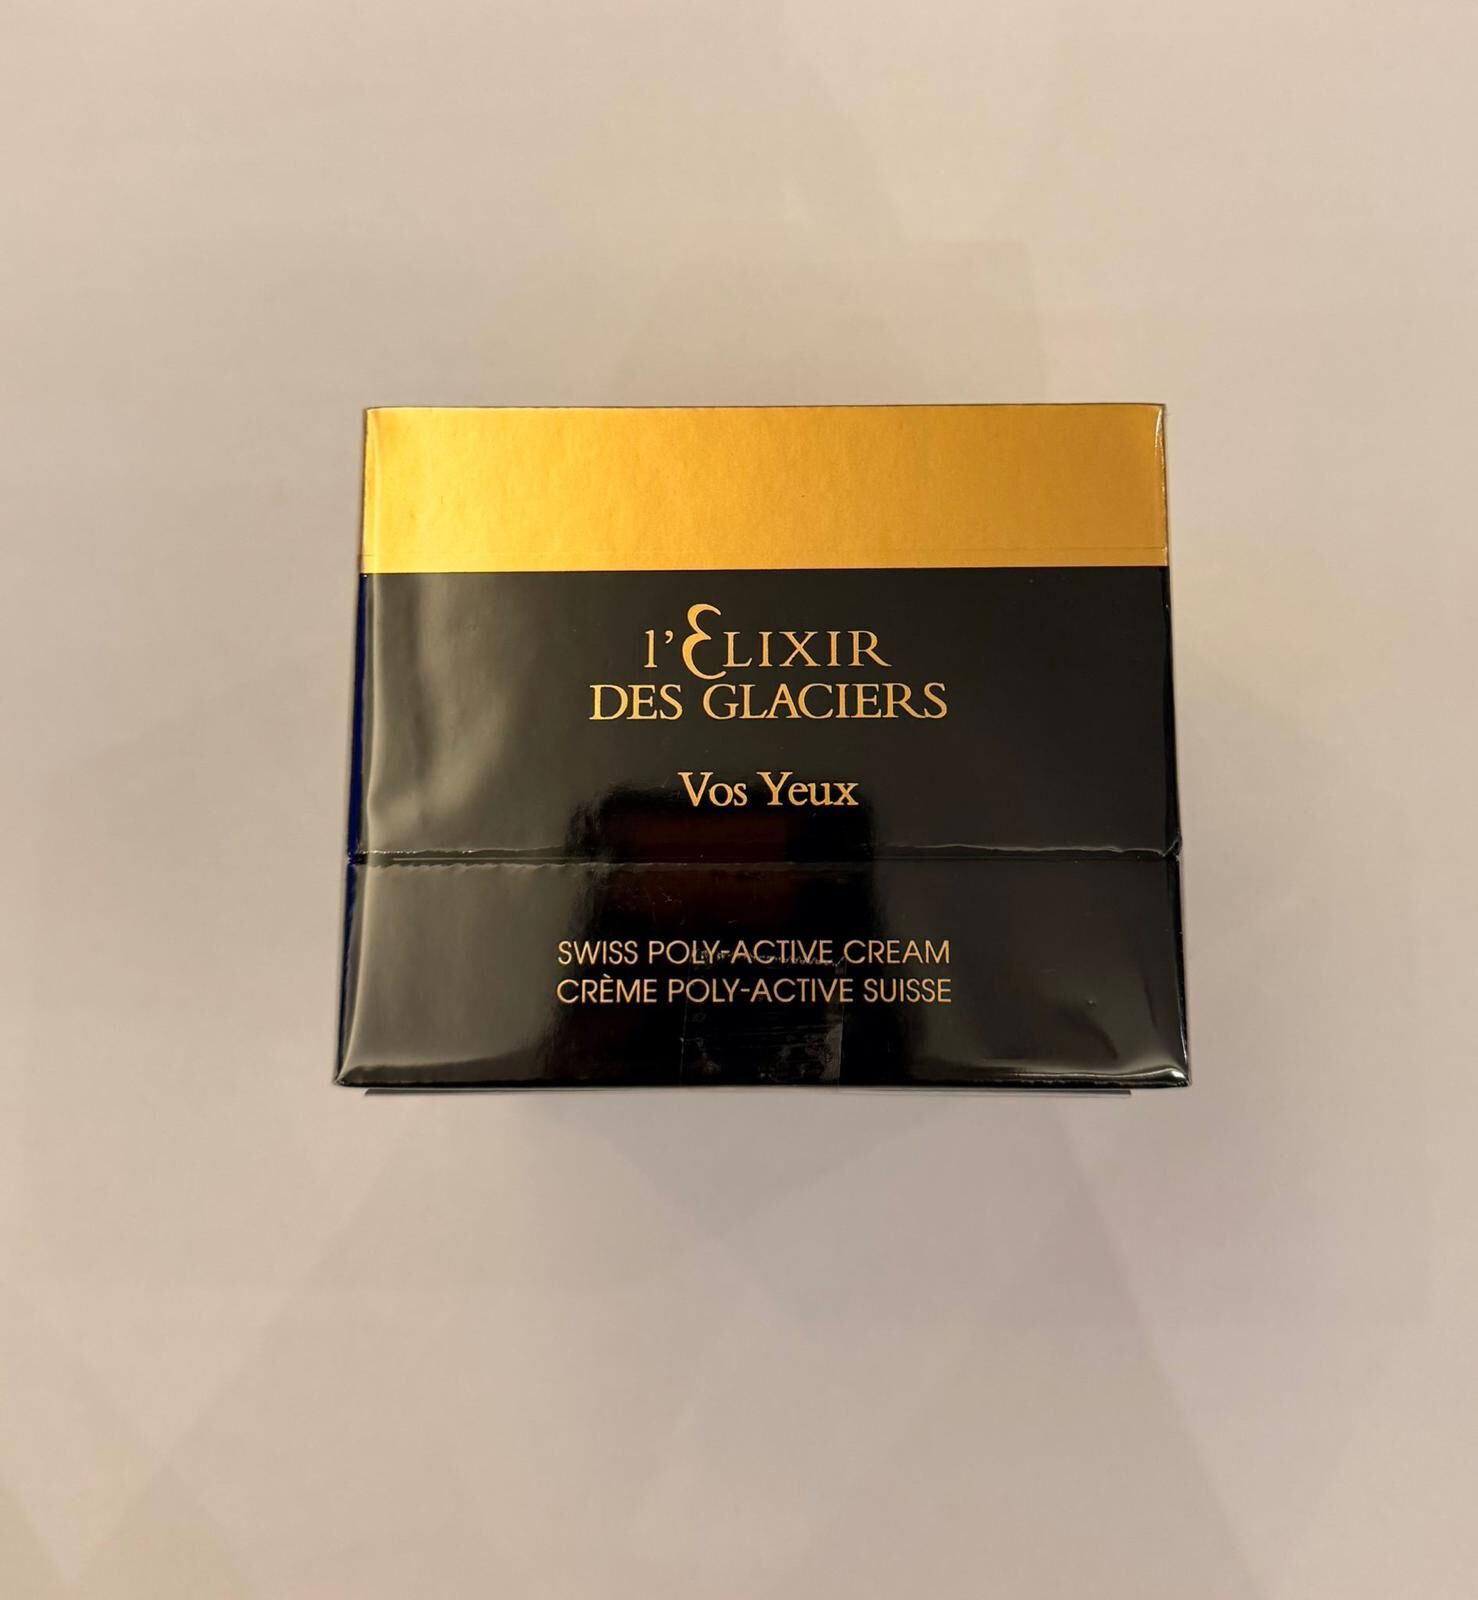 l'ELIXIR
DES GLACIERS
Vos Yeux
SWISS POLY-ACTIVE CREAM
CRÈME POLY-ACTIVE SUISSE